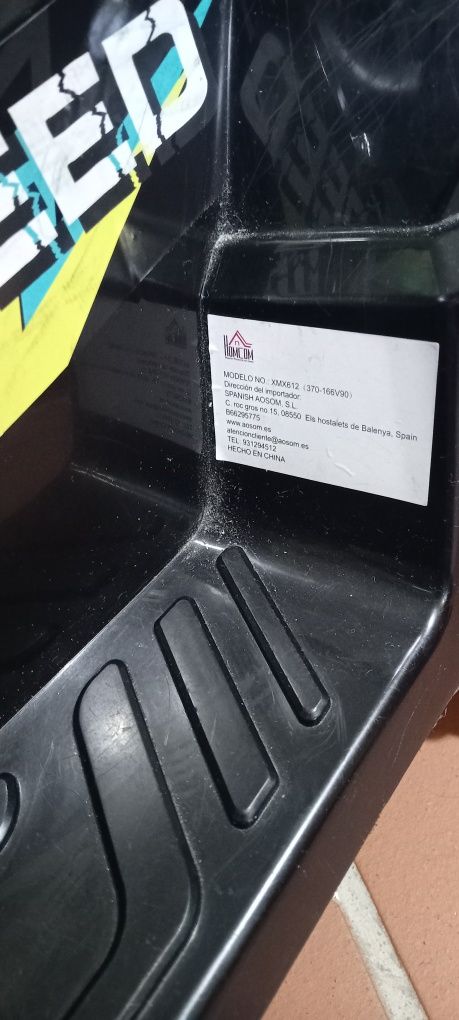 EED
HOMCOM
MODELO NO.: XMX612（370-166V90）
Dirección del importador:
SPANISH AOSOM, S.L.
C. roc gros no.15, 08550 Els hostalets de Balenya, Spain
B66295775
www.aosom.es
atencioncliente@aosom.es
TEL: 931294512
HECHO EN CHINA